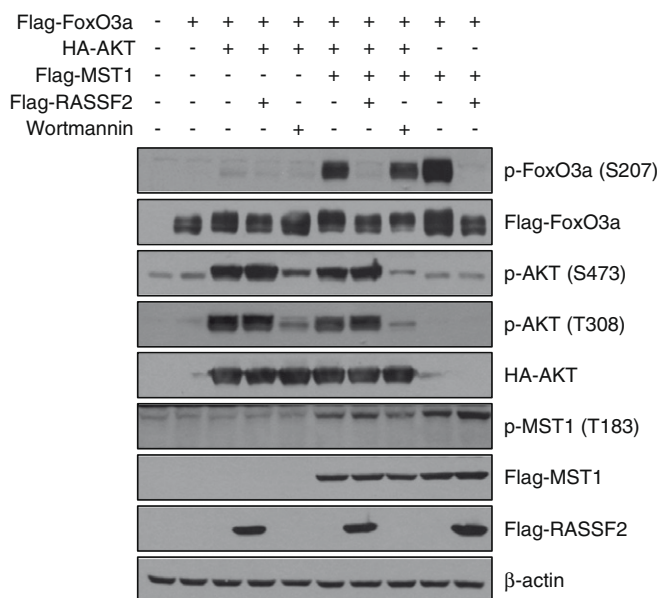 Flag-FoxO3a - + + + + + + + + +
HA-AKT - - + + + + + + - -
Flag-MST1 - - - - - + + + + +
Flag-RASSF2 - - - + - - + - - +
Wortmannin - - - - + - - + - -
p-FoxO3a (S207)
Flag-FoxO3a
p-AKT (S473)
p-AKT (T308)
HA-AKT
p-MST1 (T183)
Flag-MST1
Flag-RASSF2
β-actin